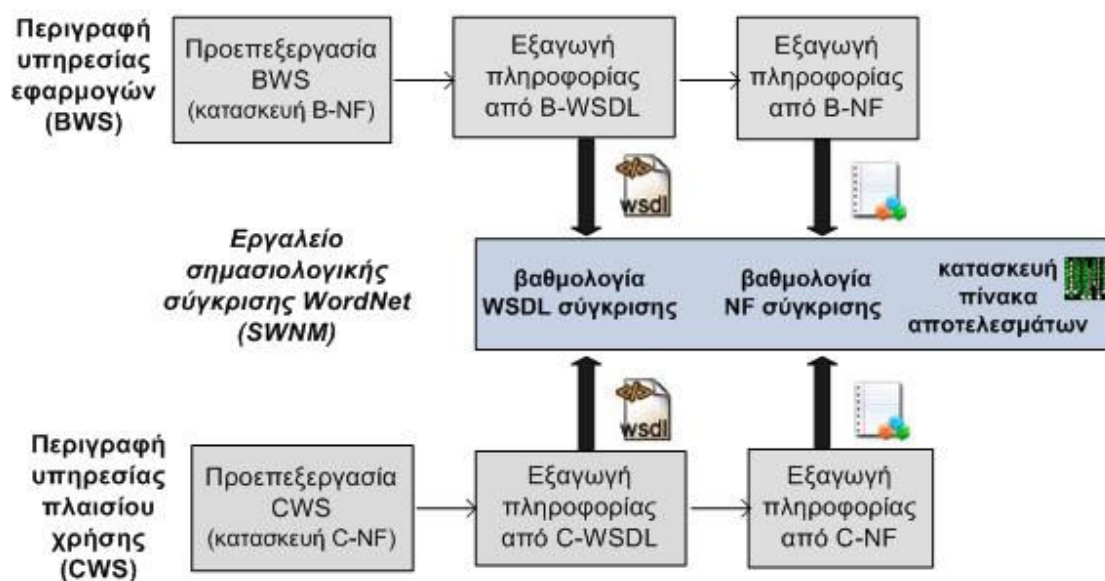 Περιγραφή
υπηρεσίας
εφαρμογών
(BWS)
Προεπεξεργασία
BWS
(κατασκευή B-NF)
Εξαγωγή
πληροφορίας
από B-WSDL
Εξαγωγή
πληροφορίας
από B-NF
</>
wsdl
Εργαλείο
σημασιολογικής
σύγκρισης WordNet
(SWNM)
βαθμολογία
WSDL σύγκρισης
βαθμολογία
NF σύγκρισης
κατασκευή
πίνακα
αποτελεσμάτων
</>
wsdl
Περιγραφή
υπηρεσίας
πλαισίου
χρήσης
(CWS)
Προεπεξεργασία
CWS
(κατασκευή C-NF)
Εξαγωγή
πληροφορίας
από C-WSDL
Εξαγωγή
πληροφορίας
από C-NF